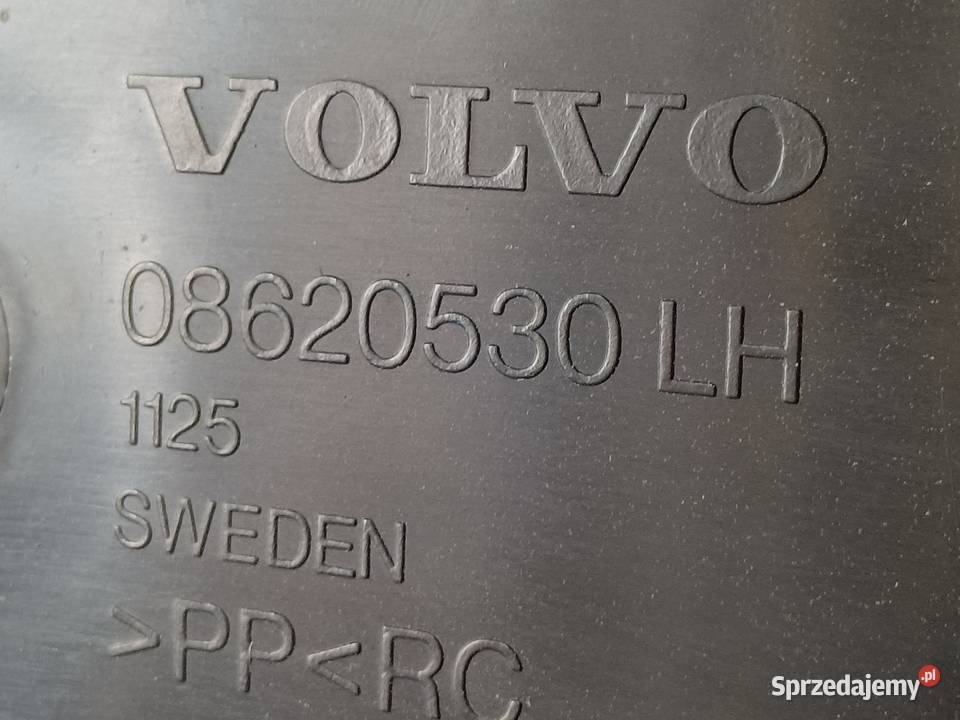 VOLVO
08620530 LH
1125
SWEDEN
>PP< RC
Sprzedajemy.pl